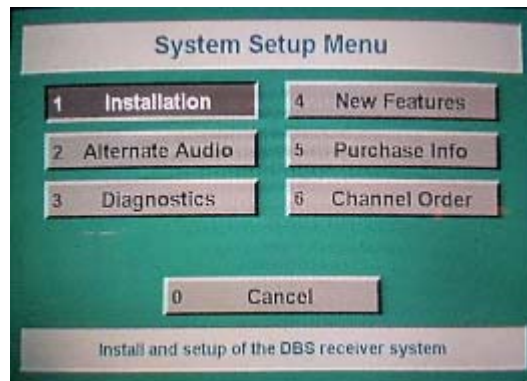 System Setup Menu
1 Installation
2 Alternate Audio
3 Diagnostics
4 New Features
5 Purchase Info
6 Channel Order
0 Cancel
Install and setup of the DBS receiver system